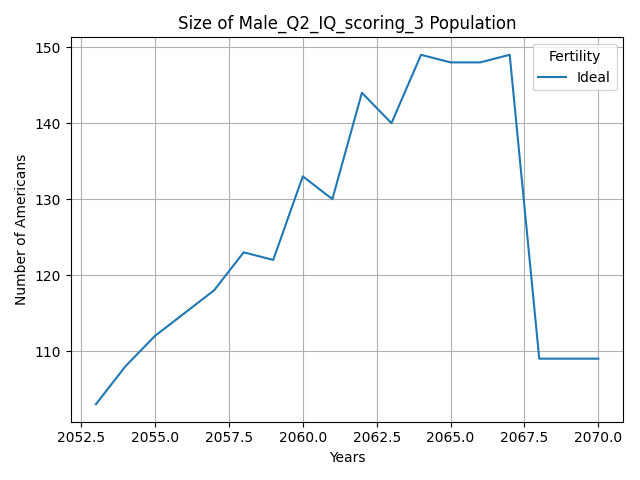 Size of Male_Q2_IQ_scoring_3 Population
Fertility
Ideal
Number of Americans
150
140
130
120
110
2052.5 2055.0 2057.5 2060.0 2062.5 2065.0 2067.5 2070.0
Years